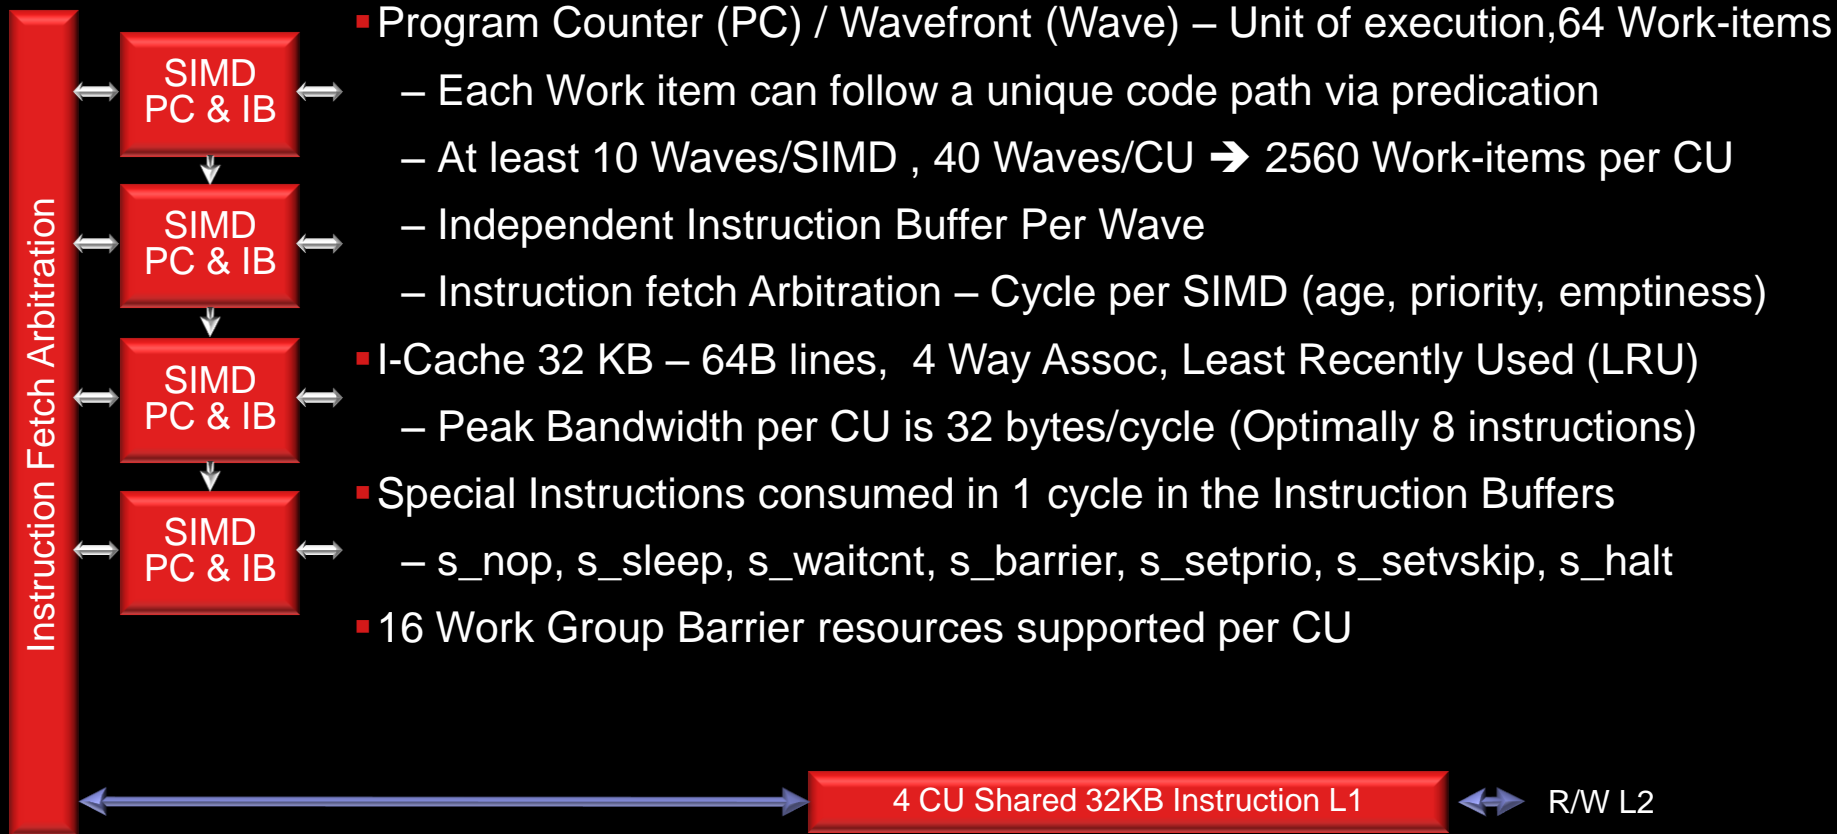 Instruction Fetch Arbitration
SIMD
PC & IB
SIMD
PC & IB
SIMD
PC & IB
SIMD
PC & IB
▪Program Counter (PC) / Wavefront (Wave) – Unit of execution,64 Work-items
– Each Work item can follow a unique code path via predication
– At least 10 Waves/SIMD , 40 Waves/CU ➔ 2560 Work-items per CU
– Independent Instruction Buffer Per Wave
– Instruction fetch Arbitration – Cycle per SIMD (age, priority, emptiness)
▪I-Cache 32 KB – 64B lines,  4 Way Assoc, Least Recently Used (LRU)
– Peak Bandwidth per CU is 32 bytes/cycle (Optimally 8 instructions)
▪Special Instructions consumed in 1 cycle in the Instruction Buffers
– s_nop, s_sleep, s_waitcnt, s_barrier, s_setprio, s_setvskip, s_halt
▪16 Work Group Barrier resources supported per CU
4 CU Shared 32KB Instruction L1
R/W L2